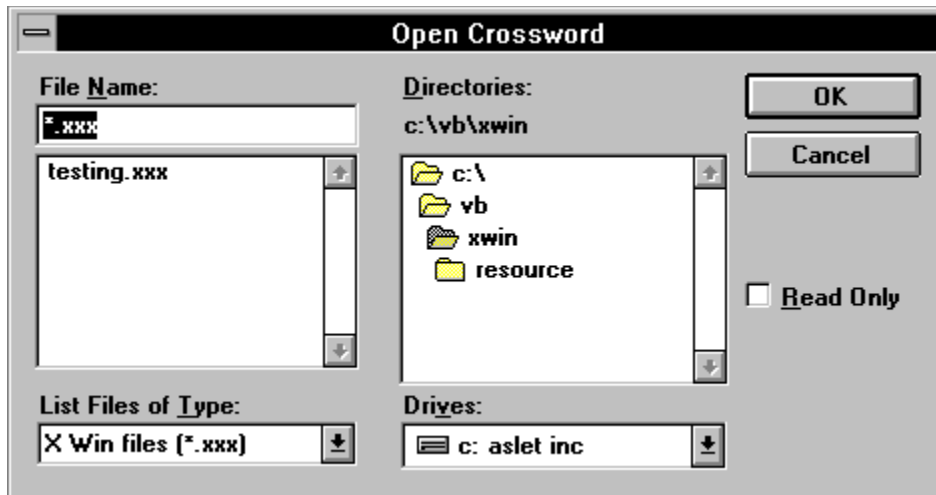 Open Crossword
File Name:
*.xxx
testing.xxx
List Files of Type:
X Win files (*.xxx)
Directories:
c:\vb\xwin
c:\
vb
xwin
resource
Drives:
c: aslet inc
OK
Cancel
Read Only